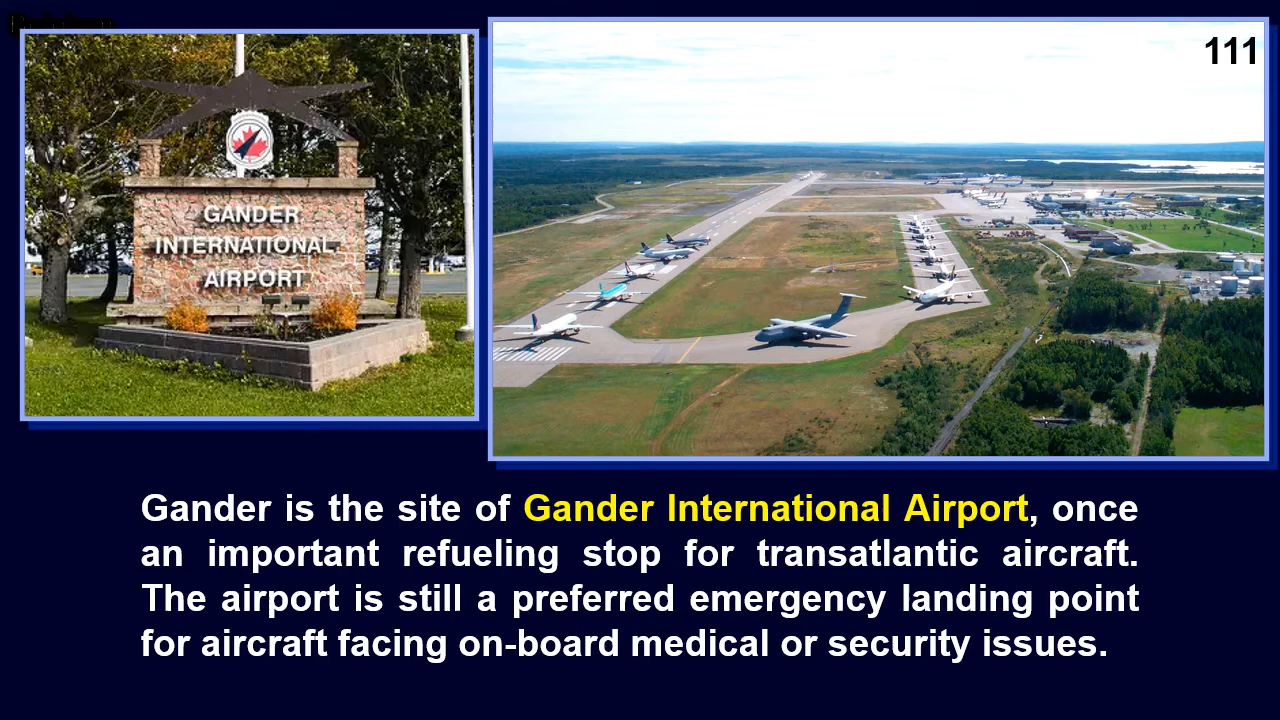 111
GANDER
INTERNATIONAL
AIRPORT
Gander is the site of Gander International Airport, once
an important refueling stop for transatlantic aircraft.
The airport is still a preferred emergency landing point
for aircraft facing on-board medical or security issues.